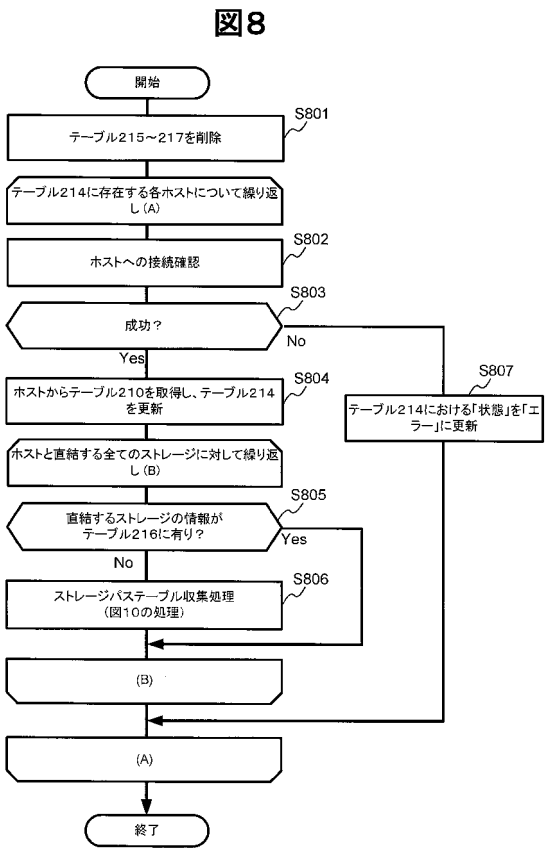 図8
開始
S801
テーブル215～217を削除
テーブル214に存在する各ホストについて繰り返
し(A)
S802
ホストへの接続確認
S803
成功？
No
Yes
S804
ホストからテーブル210を取得し、テーブル214
を更新
S807
テーブル214における「状態」を「エ
ラー」に更新
ホストと直結する全てのストレージに対して繰り返
し(B)
S805
直結するストレージの情報が
テーブル216に有り？
Yes
No
S806
ストレージパステーブル収集処理
(図10の処理)
(B)
(A)
終了